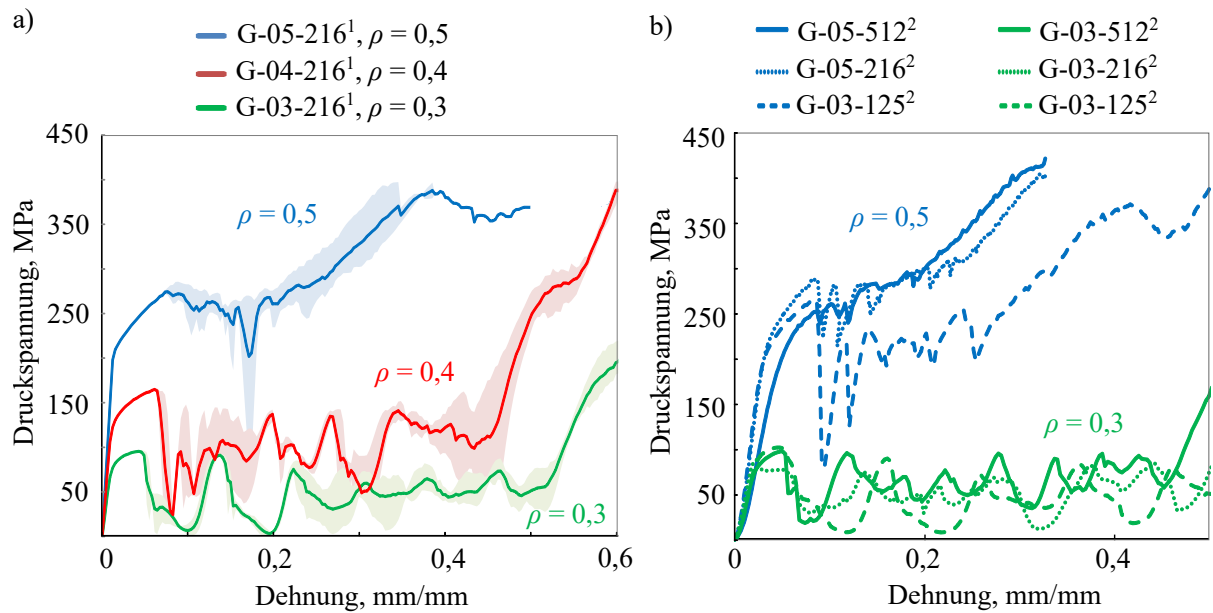 a)
G-05-216¹, ρ = 0,5
G-04-216¹, ρ = 0,4
G-03-216¹, ρ = 0,3
Druckspannung, MPa
450
350
250
150
50
0
0,2
0,4
0,6
ρ = 0,5
ρ = 0,4
ρ = 0,3
Dehnung, mm/mm
b)
G-05-512² G-03-512²
G-05-216² G-03-216²
G-03-125² G-03-125²
Druckspannung, MPa
450
350
250
150
50
0
0,2
0,4
ρ = 0,5
ρ = 0,3
Dehnung, mm/mm